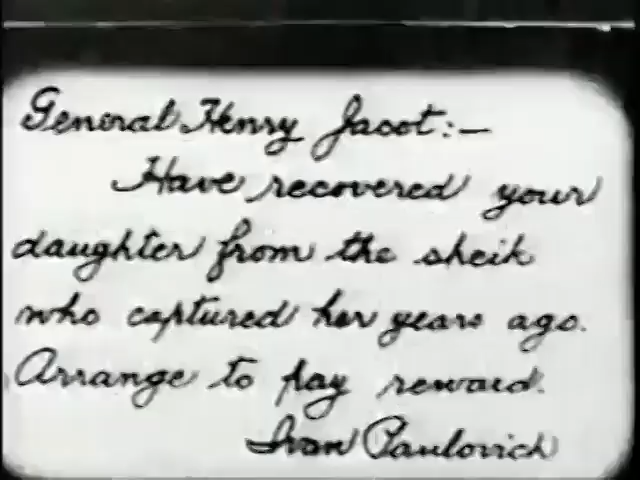 General Henry Jacot:—
Have recovered your
daughter from the sheik
who captured her years ago.
Arrange to pay reward.
Ivan Paulovich